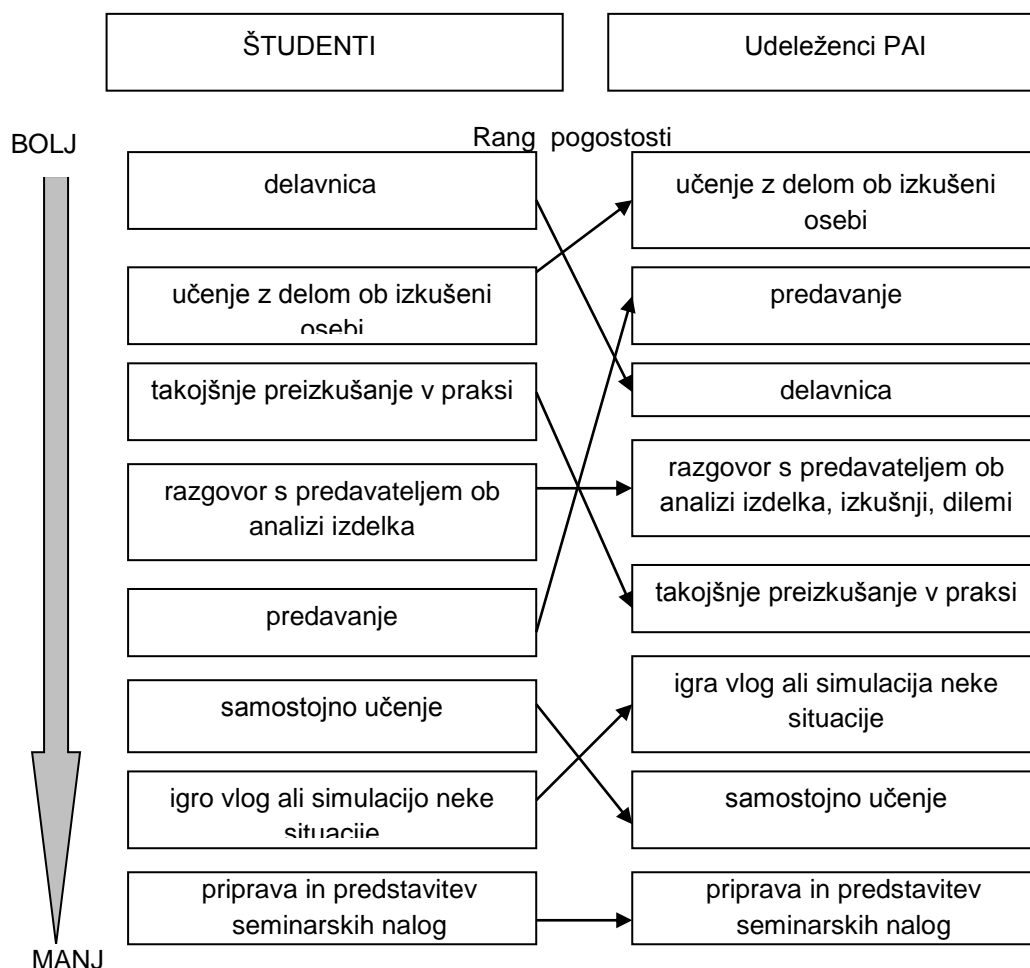 ŠTUDENTI
Udeleženci PAI
BOLJ
Rang pogostosti
delavnica
učenje z delom ob izkušeni
osebi
takojšnje preizkušanje v praksi
razgovor s predavateljem ob
analizi izdelka
predavanje
samostojno učenje
igro vlog ali simulacijo neke
situacije
priprava in predstavitev
seminarskih nalog
učenje z delom ob izkušeni
osebi
predavanje
delavnica
razgovor s predavateljem ob
analizi izdelka, izkušnji, dilemi
takojšnje preizkušanje v praksi
igra vlog ali simulacija neke
situacije
samostojno učenje
priprava in predstavitev
seminarskih nalog
MANJ